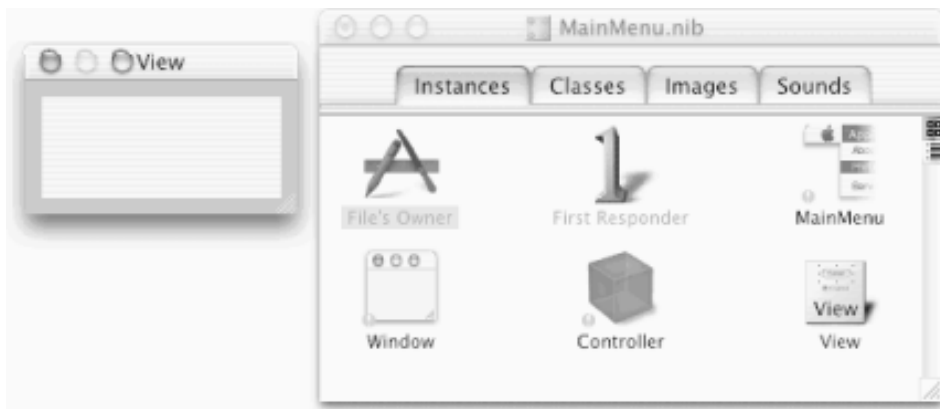 View
MainMenu.nib
Instances Classes Images Sounds
File's Owner First Responder MainMenu
View
Window Controller View